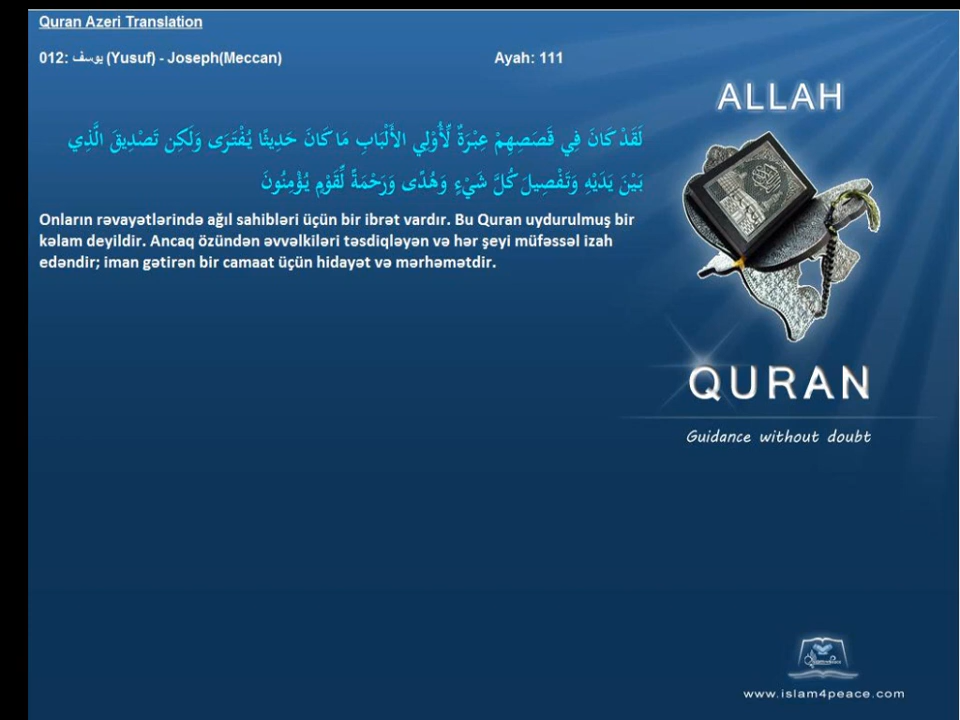 Quran Azeri Translation
012: يوسف (Yusuf) - Joseph(Meccan) Ayah: 111
ALLAH
لَقَدْ كَانَ فِي قَصَصِهِمْ عِبْرَةٌ لِّأُوْلِي الأَلْبَابِ مَا كَانَ حَدِيثًا يُفْتَرَى وَلَكِن تَصْدِيقَ الَّذِي
بَيْنَ يَدَيْهِ وَتَفْصِيلَ كُلَّ شَيْءٍ وَهُدًى وَرَحْمَةً لِّقَوْمٍ يُؤْمِنُونَ
Onların rəvayətlərində ağıl sahibləri üçün bir ibrət vardır. Bu Quran uydurulmuş bir
kəlam deyildir. Ancaq özündən əvvəlkiləri təsdiqləyən və hər şeyi müfəssəl izah
edəndir; iman gətirən bir camaat üçün hidayət və mərhəmətdir.
QURAN
Guidance without doubt
www.islam4peace.com